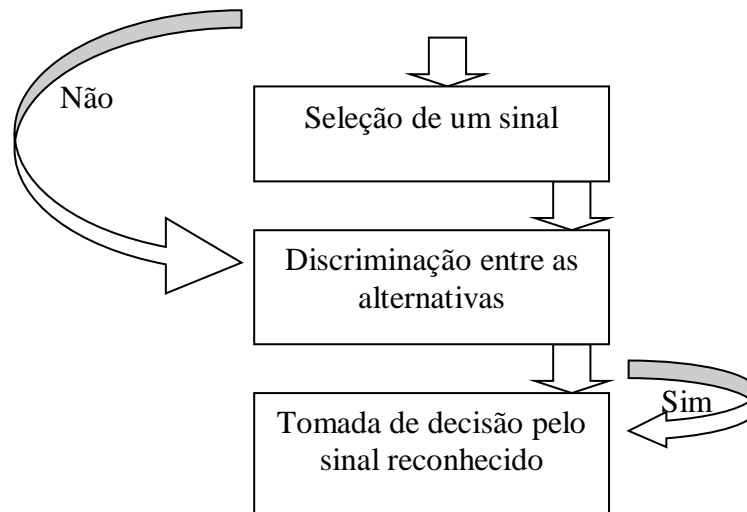 Não
Seleção de um sinal
Discriminação entre as
alternativas
Sim
Tomada de decisão pelo
sinal reconhecido